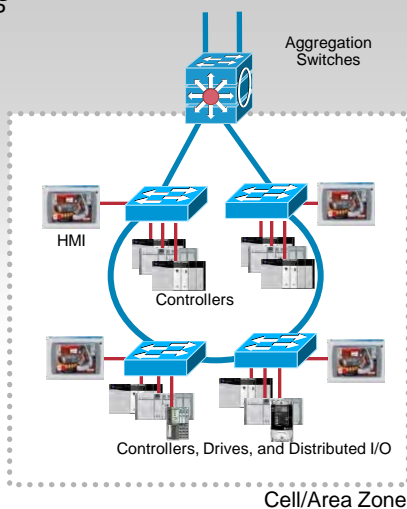 Aggregation
Switches
HMI
Controllers
Controllers, Drives, and Distributed I/O
Cell/Area Zone